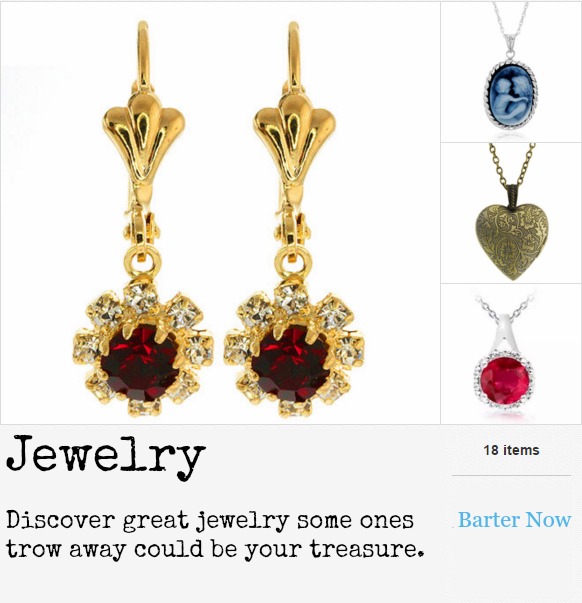 Jewelry
18 items
Discover great jewelry some ones
trow away could be your treasure.
Barter Now